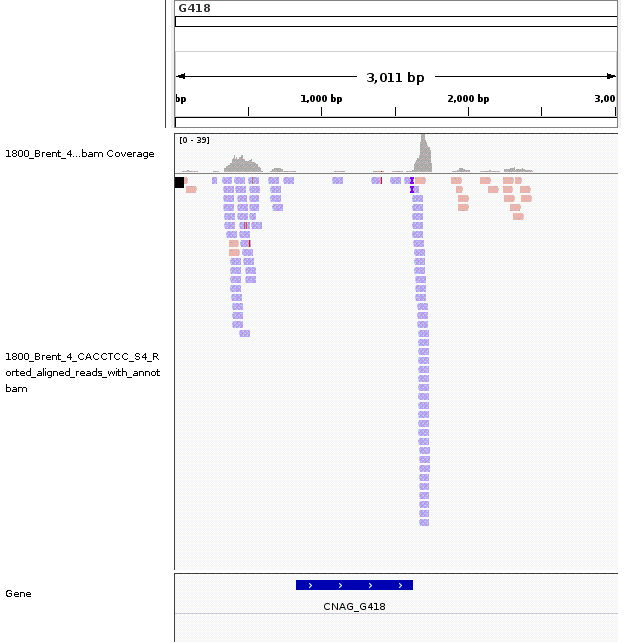 G418
3,011 bp
bp
1,000 bp
2,000 bp
3,00
[0 - 39]
1800_Brent_4...bam Coverage
1800_Brent_4_CACCTCC_S4_R
orted_aligned_reads_with_annot
bam
Gene
CNAG_G418